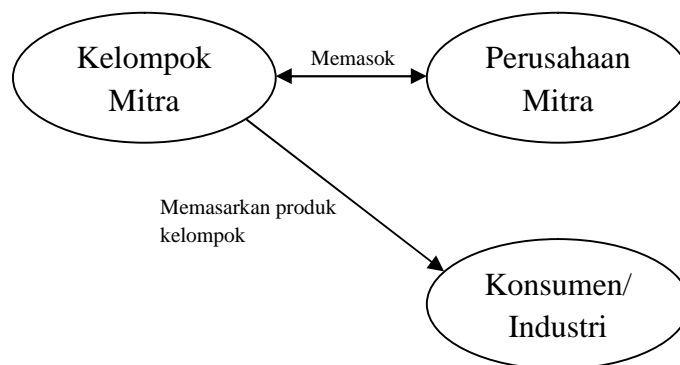 Kelompok
Mitra
Memasok
Perusahaan
Mitra
Memasarkan produk
kelompok
Konsumen/
Industri